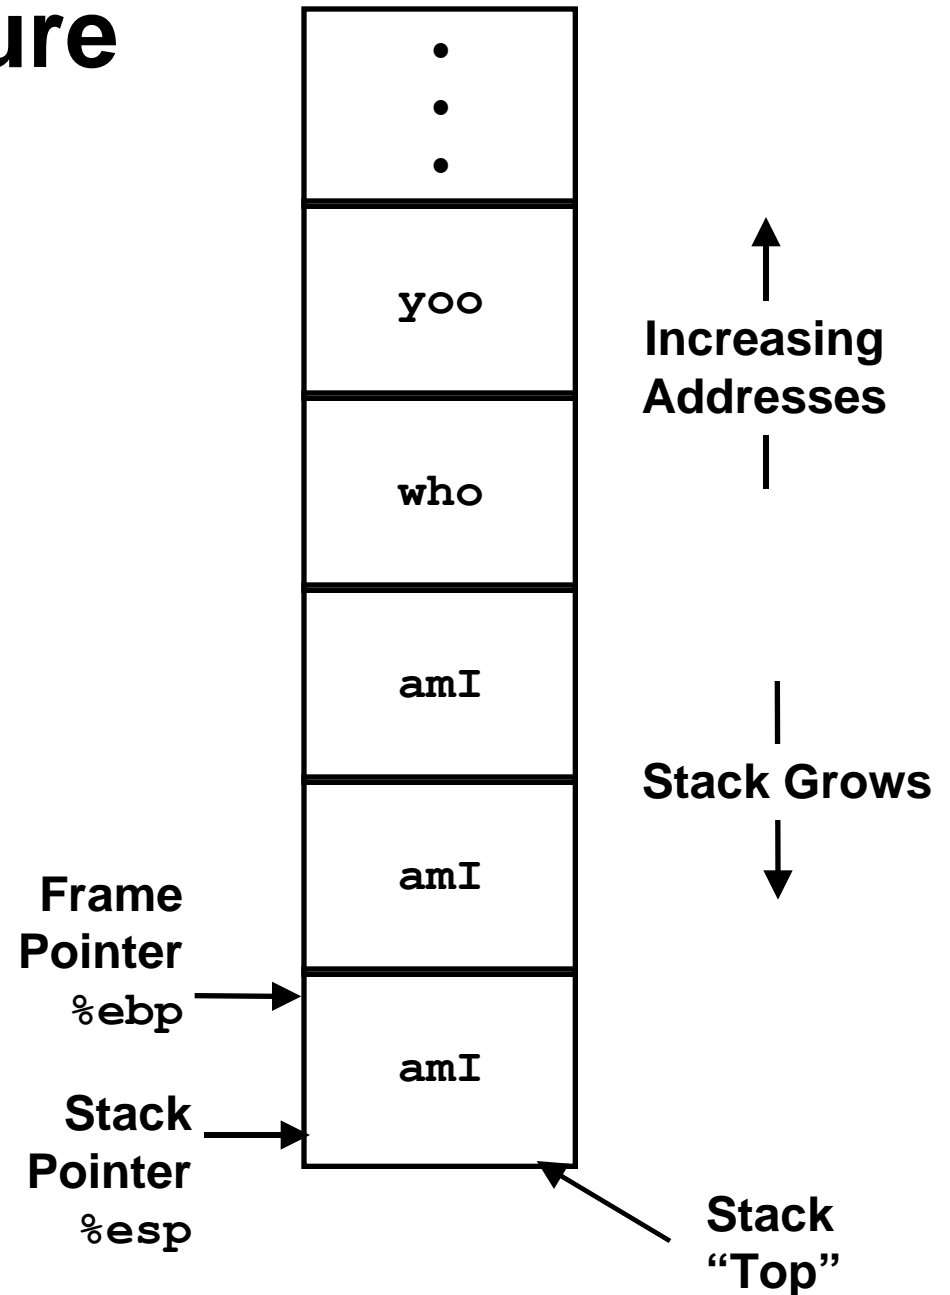 ure
yoo
Increasing
Addresses
who
amI
Stack Grows
amI
Frame
Pointer
%ebp
amI
Stack
Pointer
%esp
Stack
“Top”